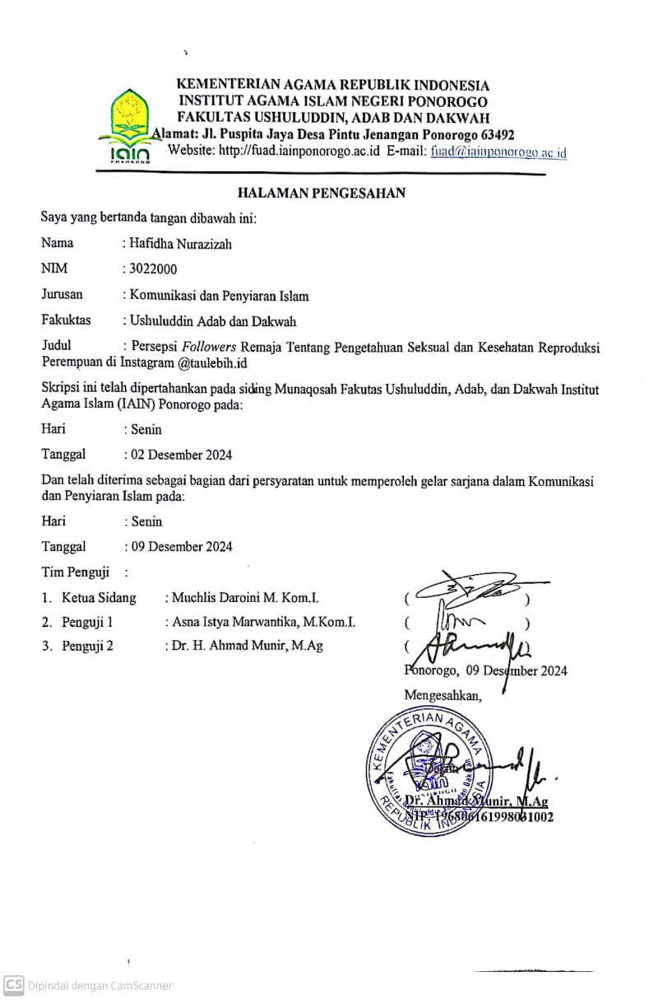 KEMENTERIAN AGAMA REPUBLIK INDONESIA
INSTITUT AGAMA ISLAM NEGERI PONOROGO
FAKULTAS USHULUDDIN, ADAB DAN DAKWAH
Alamat: Jl. Puspita Jaya Desa Pintu Jenangan Ponorogo 63492
Website: http://fuad.iainponorogo.ac.id E-mail: fuad@iainponorogo.ac.id
iain
PONOROGO
HALAMAN PENGESAHAN
Saya yang bertanda tangan dibawah ini:
Nama : Hafidha Nurazizah
NIM : 3022000
Jurusan : Komunikasi dan Penyiaran Islam
Fakuktas : Ushuluddin Adab dan Dakwah
Judul : Persepsi Followers Remaja Tentang Pengetahuan Seksual dan Kesehatan Reproduksi
Perempuan di Instagram @taulebih.id
Skripsi ini telah dipertahankan pada siding Munaqosah Fakutas Ushuluddin, Adab, dan Dakwah Institut
Agama Islam (IAIN) Ponorogo pada:
Hari : Senin
Tanggal : 02 Desember 2024
Dan telah diterima sebagai bagian dari persyaratan untuk memperoleh gelar sarjana dalam Komunikasi
dan Penyiaran Islam pada:
Hari : Senin
Tanggal : 09 Desember 2024
Tim Penguji :
1. Ketua Sidang : Muchlis Daroini M. Kom.I. ( )
2. Penguji 1 : Asna Istya Marwantika, M.Kom.I. ( )
3. Penguji 2 : Dr. H. Ahmad Munir, M.Ag ( )
Ponorogo, 09 Desember 2024
Mengesahkan,
KEMENTERIAN AGAMA
REPUBLIK INDONESIA
iain
PONOROGO
Dr. Ahmad Munir, M.Ag
NIP. 196806161998031002
CS Dipindai dengan CamScanner